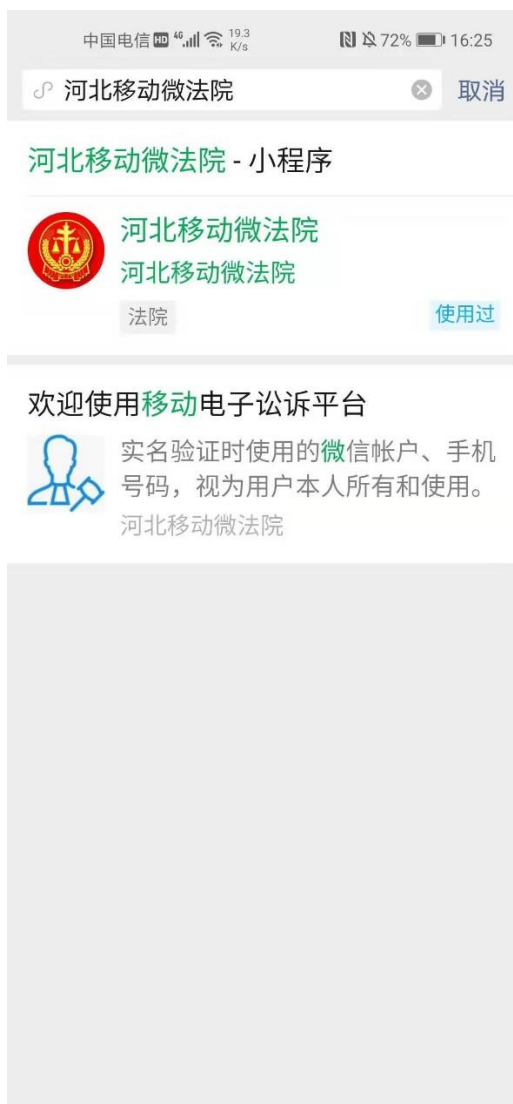 中国电信 HD 4G 19.3 K/s 72% 16:25
河北移动微法院 取消
河北移动微法院 - 小程序
河北移动微法院
河北移动微法院
法院 使用过
欢迎使用移动电子讼诉平台
实名验证时使用的微信帐户、手机
号码，视为用户本人所有和使用。
河北移动微法院